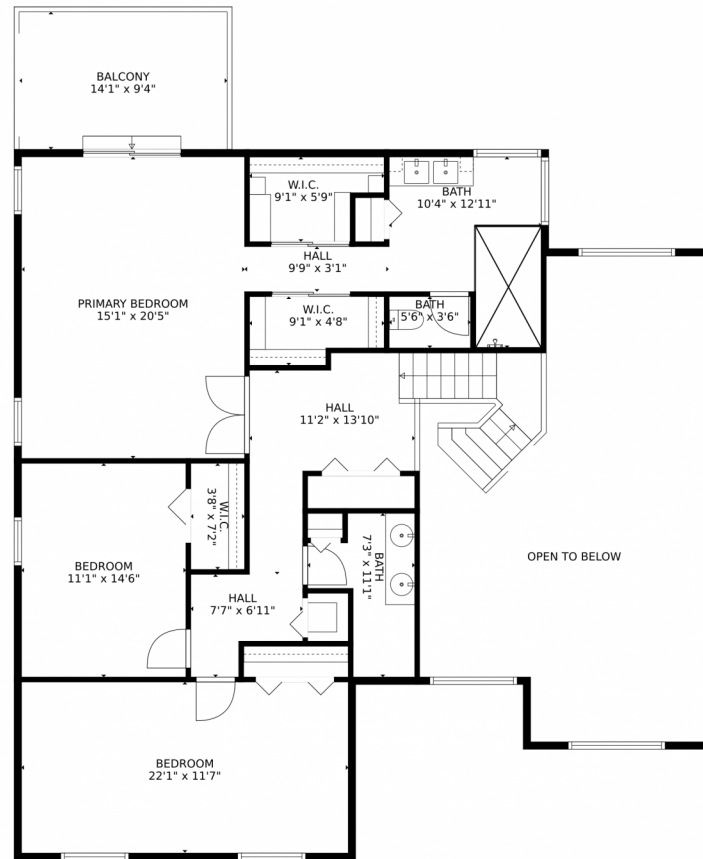 BALCONY
14'1" x 9'4"
W.I.C.
9'1" x 5'9"
BATH
10'4" x 12'11"
HALL
9'9" x 3'1"
PRIMARY BEDROOM
15'1" x 20'5"
W.I.C.
9'1" x 4'8"
BATH
5'6" x 3'6"
HALL
11'2" x 13'10"
W.I.C.
3'8" x 7'2"
BEDROOM
11'1" x 14'6"
BATH
7'3" x 11'1"
OPEN TO BELOW
HALL
7'7" x 6'11"
BEDROOM
22'1" x 11'7"